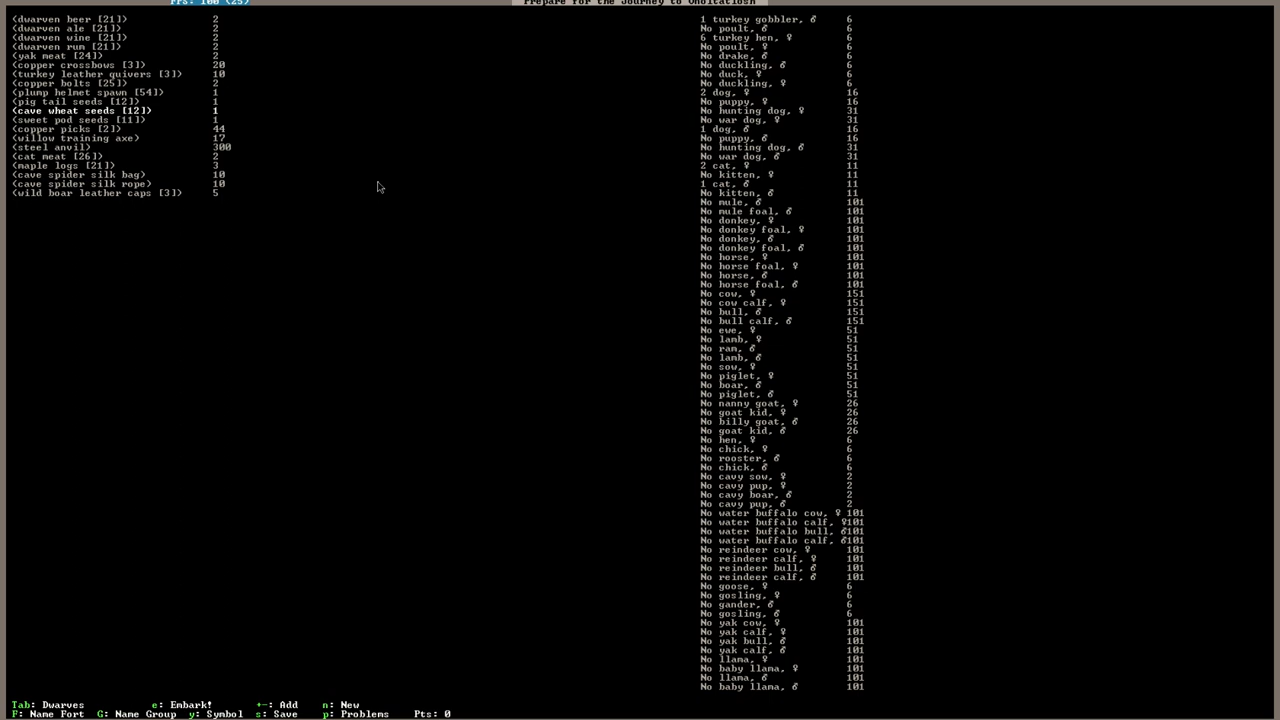 FPS: 100 (25)
Prepare for the Journey to Oholtatlosh
(dwarven beer [21]) 2
(dwarven ale [21]) 2
(dwarven wine [21]) 2
(dwarven rum [21]) 2
(yak meat [24]) 2
(copper crossbows [3]) 20
(turkey leather quivers [3]) 10
(copper bolts [25]) 2
(plump helmet spawn [54]) 1
(pig tail seeds [12]) 1
(cave wheat seeds [12]) 1
(sweet pod seeds [11]) 1
(copper picks [2]) 44
(willow training axe) 17
(steel anvil) 300
(cat meat [26]) 2
(maple logs [21]) 3
(cave spider silk bag) 10
(cave spider silk rope) 10
(wild boar leather caps [3]) 5
1 turkey gobbler, ♂ 6
No poult, ♂ 6
6 turkey hen, ♀ 6
No poult, ♀ 6
No drake, ♂ 6
No duckling, ♂ 6
No duck, ♀ 6
No duckling, ♀ 6
2 dog, ♀ 16
No puppy, ♀ 16
No hunting dog, ♀ 31
No war dog, ♀ 31
1 dog, ♂ 16
No puppy, ♂ 16
No hunting dog, ♂ 31
No war dog, ♂ 31
2 cat, ♀ 11
No kitten, ♀ 11
1 cat, ♂ 11
No kitten, ♂ 11
No mule, ♂ 101
No mule foal, ♂ 101
No donkey, ♀ 101
No donkey foal, ♀ 101
No donkey, ♂ 101
No donkey foal, ♂ 101
No horse, ♀ 101
No horse foal, ♀ 101
No horse, ♂ 101
No horse foal, ♂ 101
No cow, ♀ 151
No cow calf, ♀ 151
No bull, ♂ 151
No bull calf, ♂ 151
No ewe, ♀ 51
No lamb, ♀ 51
No ram, ♂ 51
No lamb, ♂ 51
No sow, ♀ 51
No piglet, ♀ 51
No boar, ♂ 51
No piglet, ♂ 51
No nanny goat, ♀ 26
No goat kid, ♀ 26
No billy goat, ♂ 26
No goat kid, ♂ 26
No hen, ♀ 6
No chick, ♀ 6
No rooster, ♂ 6
No chick, ♂ 6
No cavy sow, ♀ 2
No cavy pup, ♀ 2
No cavy boar, ♂ 2
No cavy pup, ♂ 2
No water buffalo cow, ♀ 101
No water buffalo calf, ♀101
No water buffalo bull, ♂101
No water buffalo calf, ♂101
No reindeer cow, ♀ 101
No reindeer calf, ♀ 101
No reindeer bull, ♂ 101
No reindeer calf, ♂ 101
No goose, ♀ 6
No gosling, ♀ 6
No gander, ♂ 6
No gosling, ♂ 6
No yak cow, ♀ 101
No yak calf, ♀ 101
No yak bull, ♂ 101
No yak calf, ♂ 101
No llama, ♀ 101
No baby llama, ♀ 101
No llama, ♂ 101
No baby llama, ♂ 101
Tab: Dwarves e: Embark! +-: Add n: New
F: Name Fort G: Name Group y: Symbol s: Save p: Problems Pts: 0